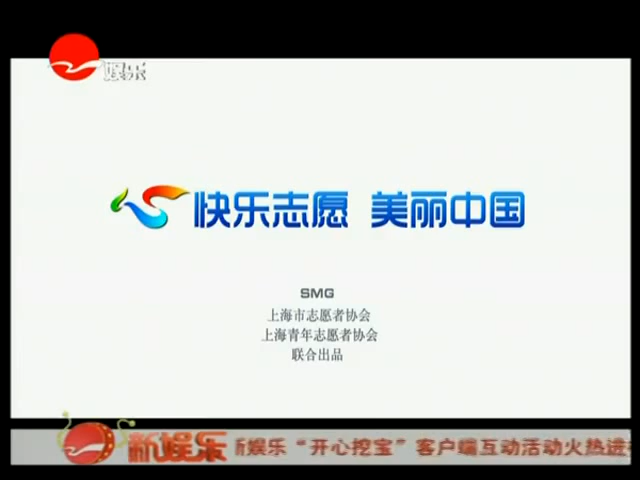 娱乐
快乐志愿 美丽中国
SMG
上海市志愿者协会
上海青年志愿者协会
联合出品
新娱乐 新娱乐“开心挖宝”客户端互动活动火热进